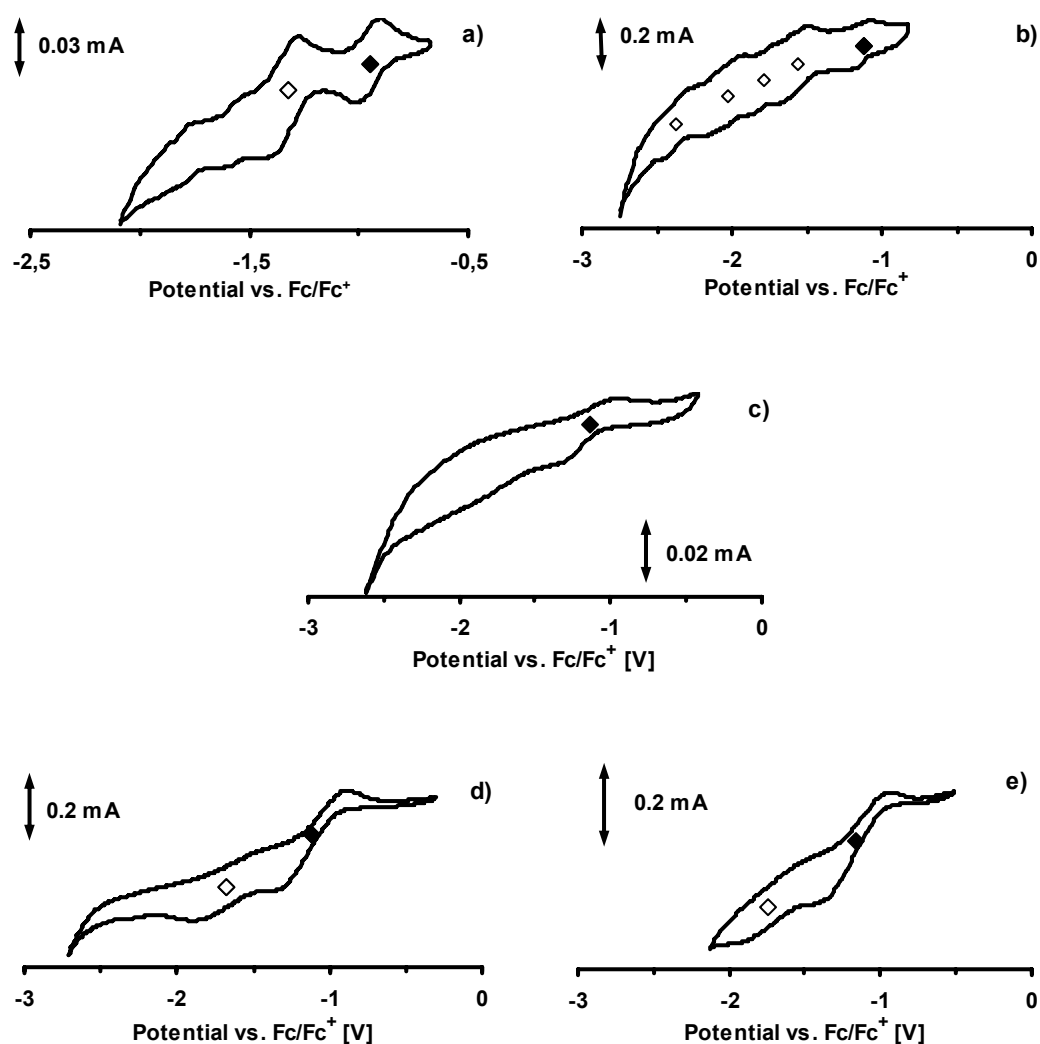 0.03 mA
a)
-2,5 -1,5 -0,5
Potential vs. Fc/Fc⁺
0.2 mA
b)
-3 -2 -1 0
Potential vs. Fc/Fc⁺
c)
0.02 mA
-3 -2 -1 0
Potential vs. Fc/Fc⁺ [V]
0.2 mA
d)
-3 -2 -1 0
Potential vs. Fc/Fc⁺ [V]
0.2 mA
e)
-3 -2 -1 0
Potential vs. Fc/Fc⁺ [V]